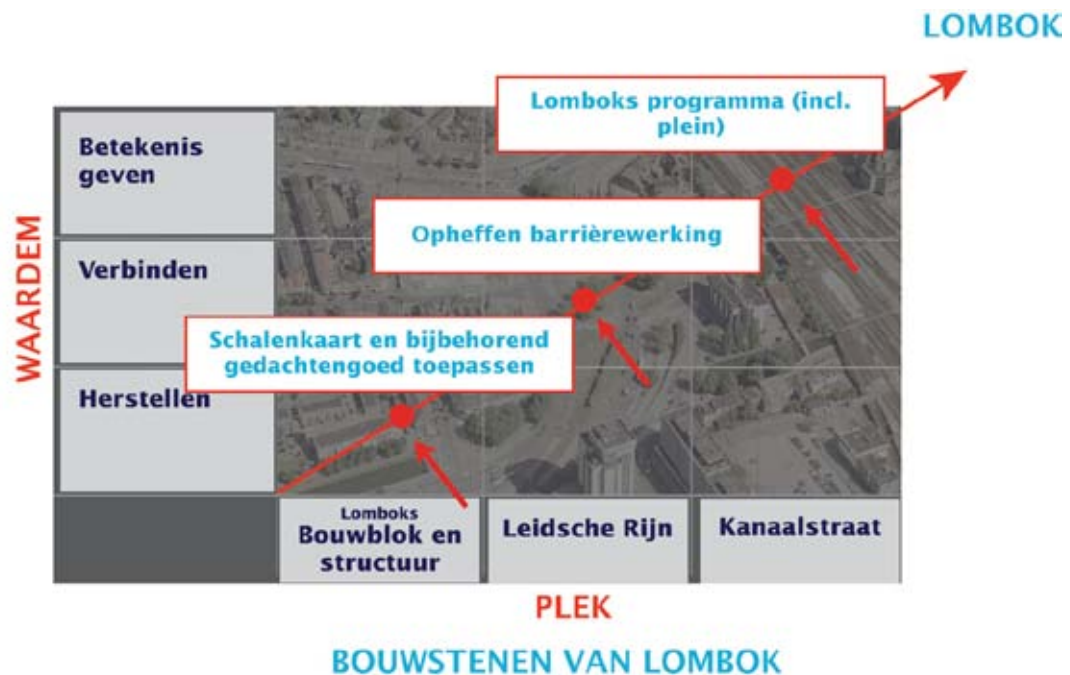 LOMBOK
Lomboks programma (incl.
plein)
Betekenis
geven
Opheffen barrièrewerking
WAARDEM
Verbinden
Schalenkaart en bijbehorend
gedachtengoed toepassen
Herstellen
Lomboks
Bouwblok en
structuur
Leidsche Rijn
Kanaalstraat
PLEK
BOUWSTENEN VAN LOMBOK